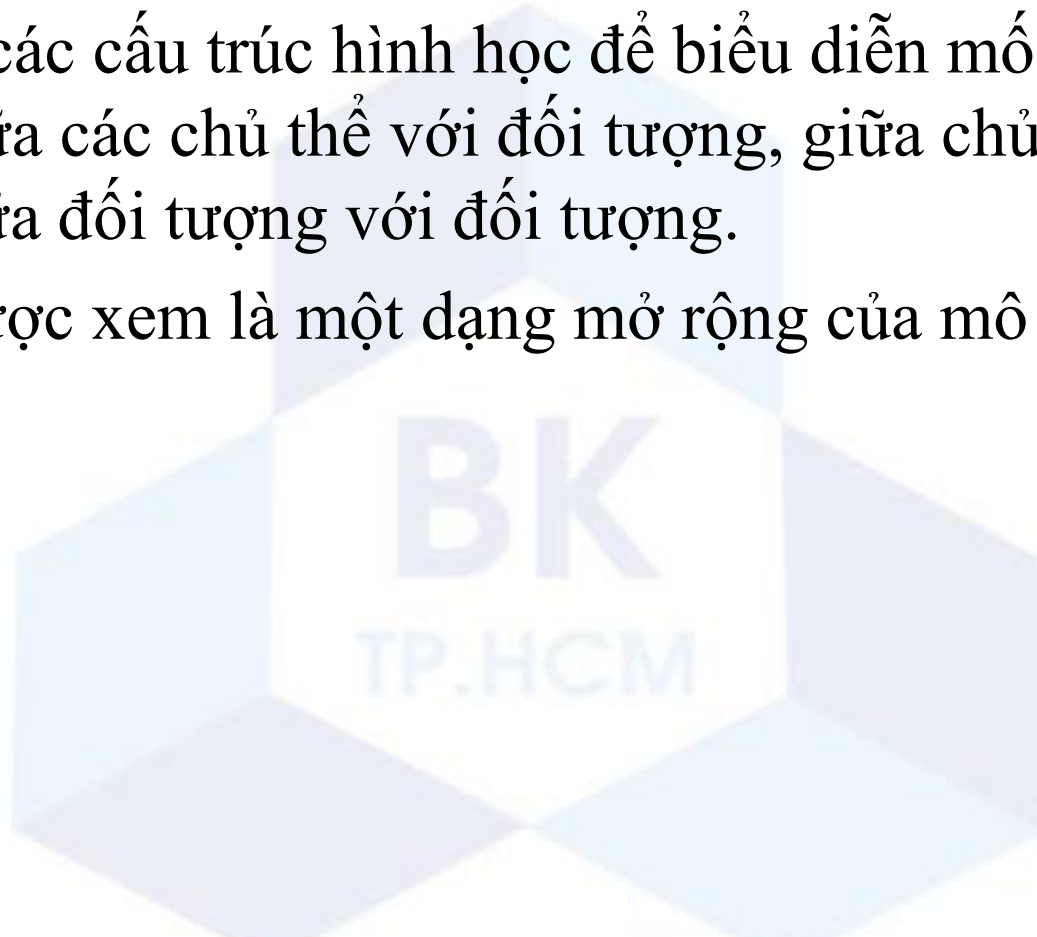 các cấu trúc hình học để biểu diễn mố
ữa các chủ thể với đối tượng, giữa chủ
ữa đối tượng với đối tượng.
ược xem là một dạng mở rộng của mô
BK
TP.HCM